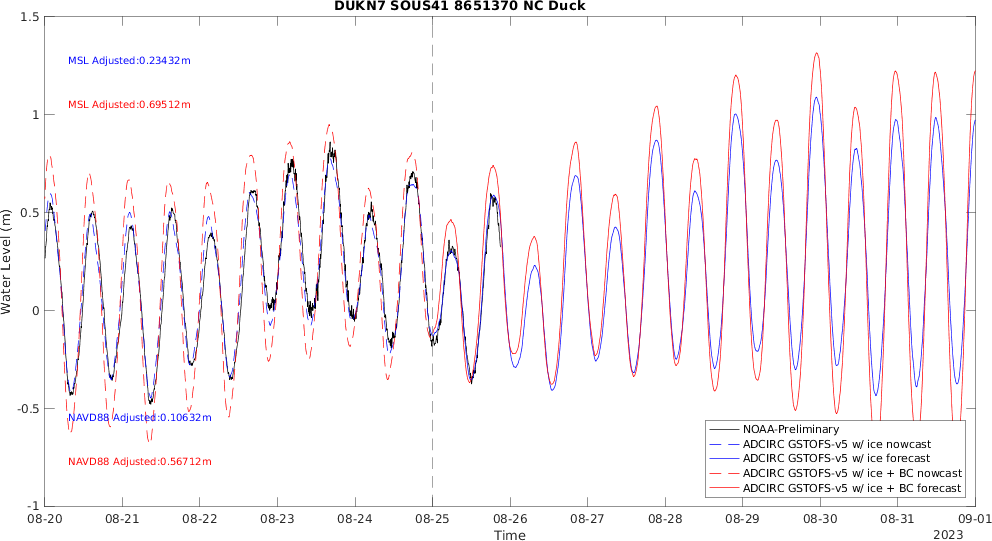 DUKN7 SOUS41 8651370 NC Duck
1.5
MSL Adjusted:0.23432m
MSL Adjusted:0.69512m
1
0.5
0
-0.5
-1
Water Level (m)
NAVD88 Adjusted:0.10632m
NAVD88 Adjusted:0.56712m
NOAA-Preliminary
ADCIRC GSTOFS-v5 w/ ice nowcast
ADCIRC GSTOFS-v5 w/ ice forecast
ADCIRC GSTOFS-v5 w/ ice + BC nowcast
ADCIRC GSTOFS-v5 w/ ice + BC forecast
08-20 08-21 08-22 08-23 08-24 08-25 08-26 08-27 08-28 08-29 08-30 08-31 09-01
Time
2023